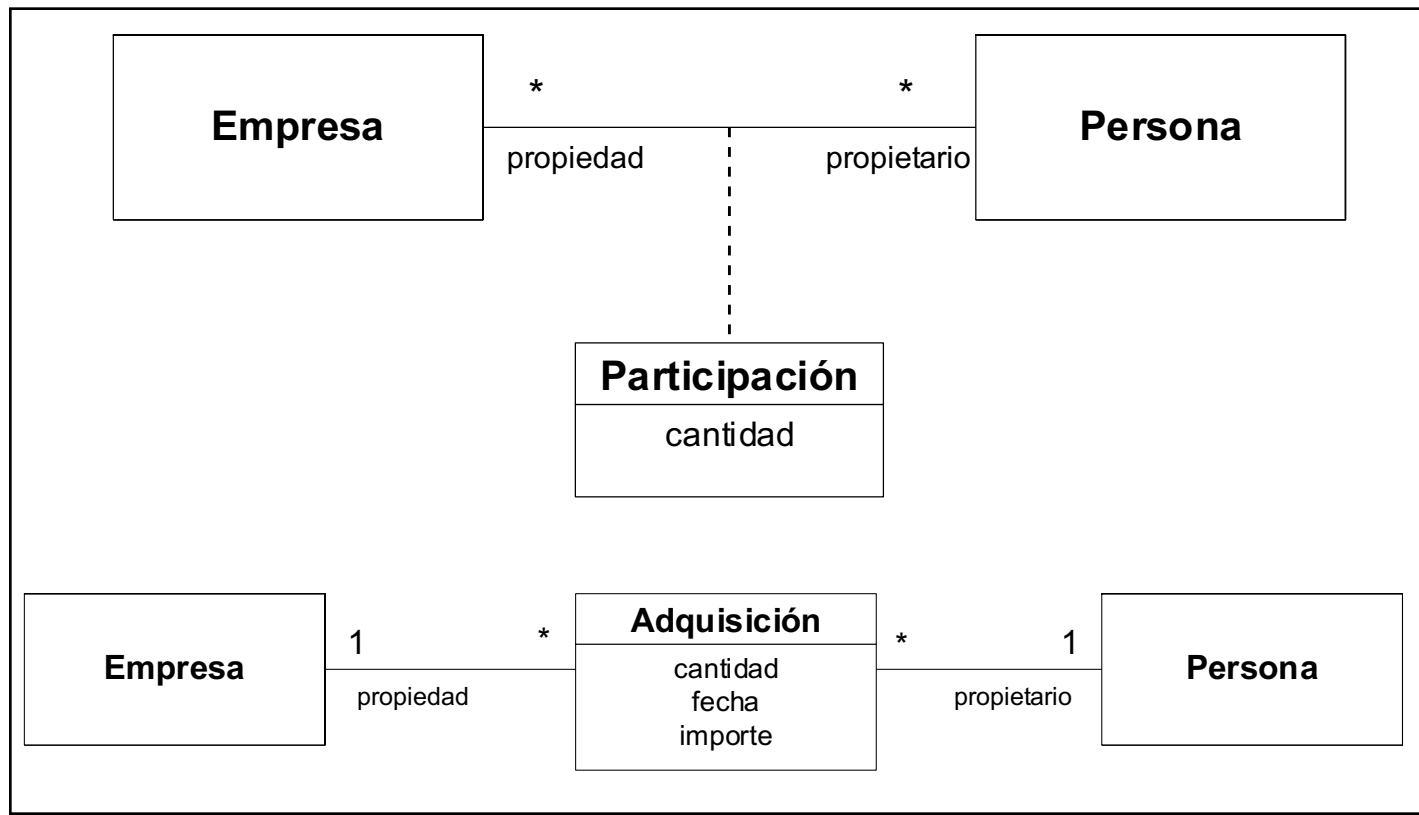 * *
Empresa Persona
propiedad propietario
Participación
cantidad
Adquisición
1 * * 1
Empresa cantidad Persona
propiedad fecha propietario
importe